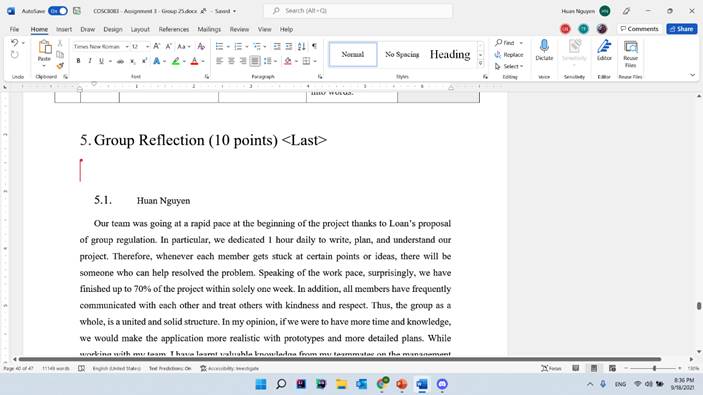 AutoSave On COSC8083 - Assignment 3 - Group 25.docx - Saved Search (Alt+Q) Huan Nguyen HN
File Home Insert Draw Design Layout References Mailings Review View Help Comments Share
Undo Paste Clipboard Times New Roman 12 Font Paragraph Normal No Spacing Heading Styles Find Replace Select Editing Dictate Voice Sensitivity Sensitivity Editor Editor Reuse Files Reuse Files
into words.
5. Group Reflection (10 points) <Last>
5.1. Huan Nguyen
Our team was going at a rapid pace at the beginning of the project thanks to Loan's proposal
of group regulation. In particular, we dedicated 1 hour daily to write, plan, and understand our
project. Therefore, whenever each member gets stuck at certain points or ideas, there will be
someone who can help resolved the problem. Speaking of the work pace, surprisingly, we have
finished up to 70% of the project within solely one week. In addition, all members have frequently
communicated with each other and treat others with kindness and respect. Thus, the group as a
whole, is a united and solid structure. In my opinion, if we were to have more time and knowledge,
we would make the application more realistic with prototypes and more detailed plans. While
working with my team, I have learnt valuable knowledge from my teammates on the management
Page 40 of 47 11149 words English (United States) Text Predictions: On Accessibility: Investigate Focus 130%
ENG 8:36 PM
9/18/2021